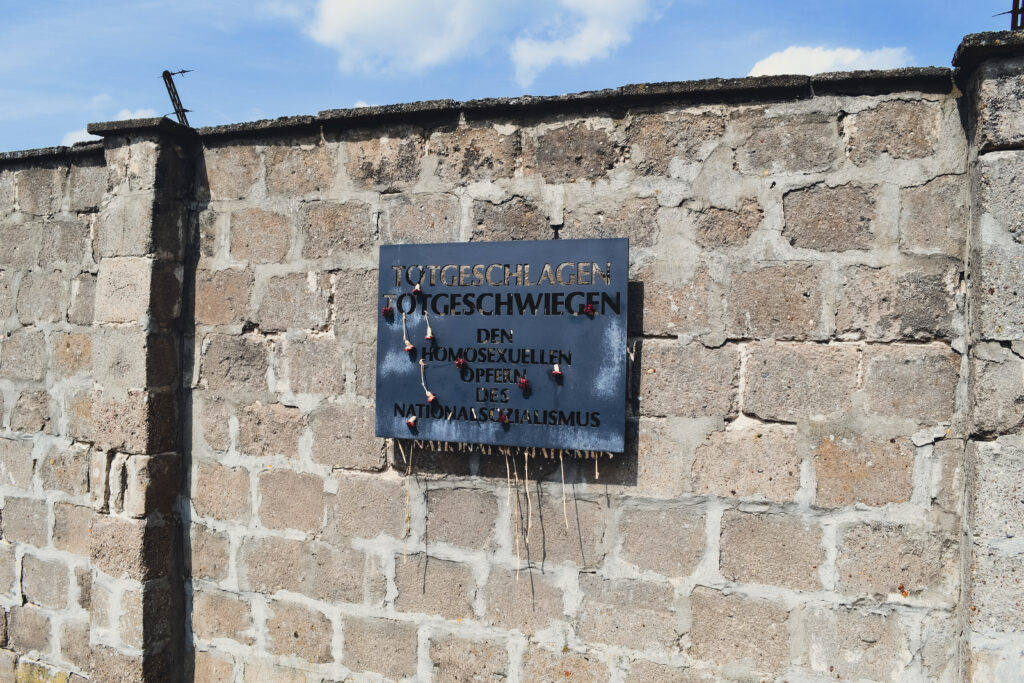 TOTGESCHLAGEN
TOTGESCHWIEGEN
DEN
HOMOSEXUELLEN
OPFERN
DES
NATIONALSOZIALISMUS